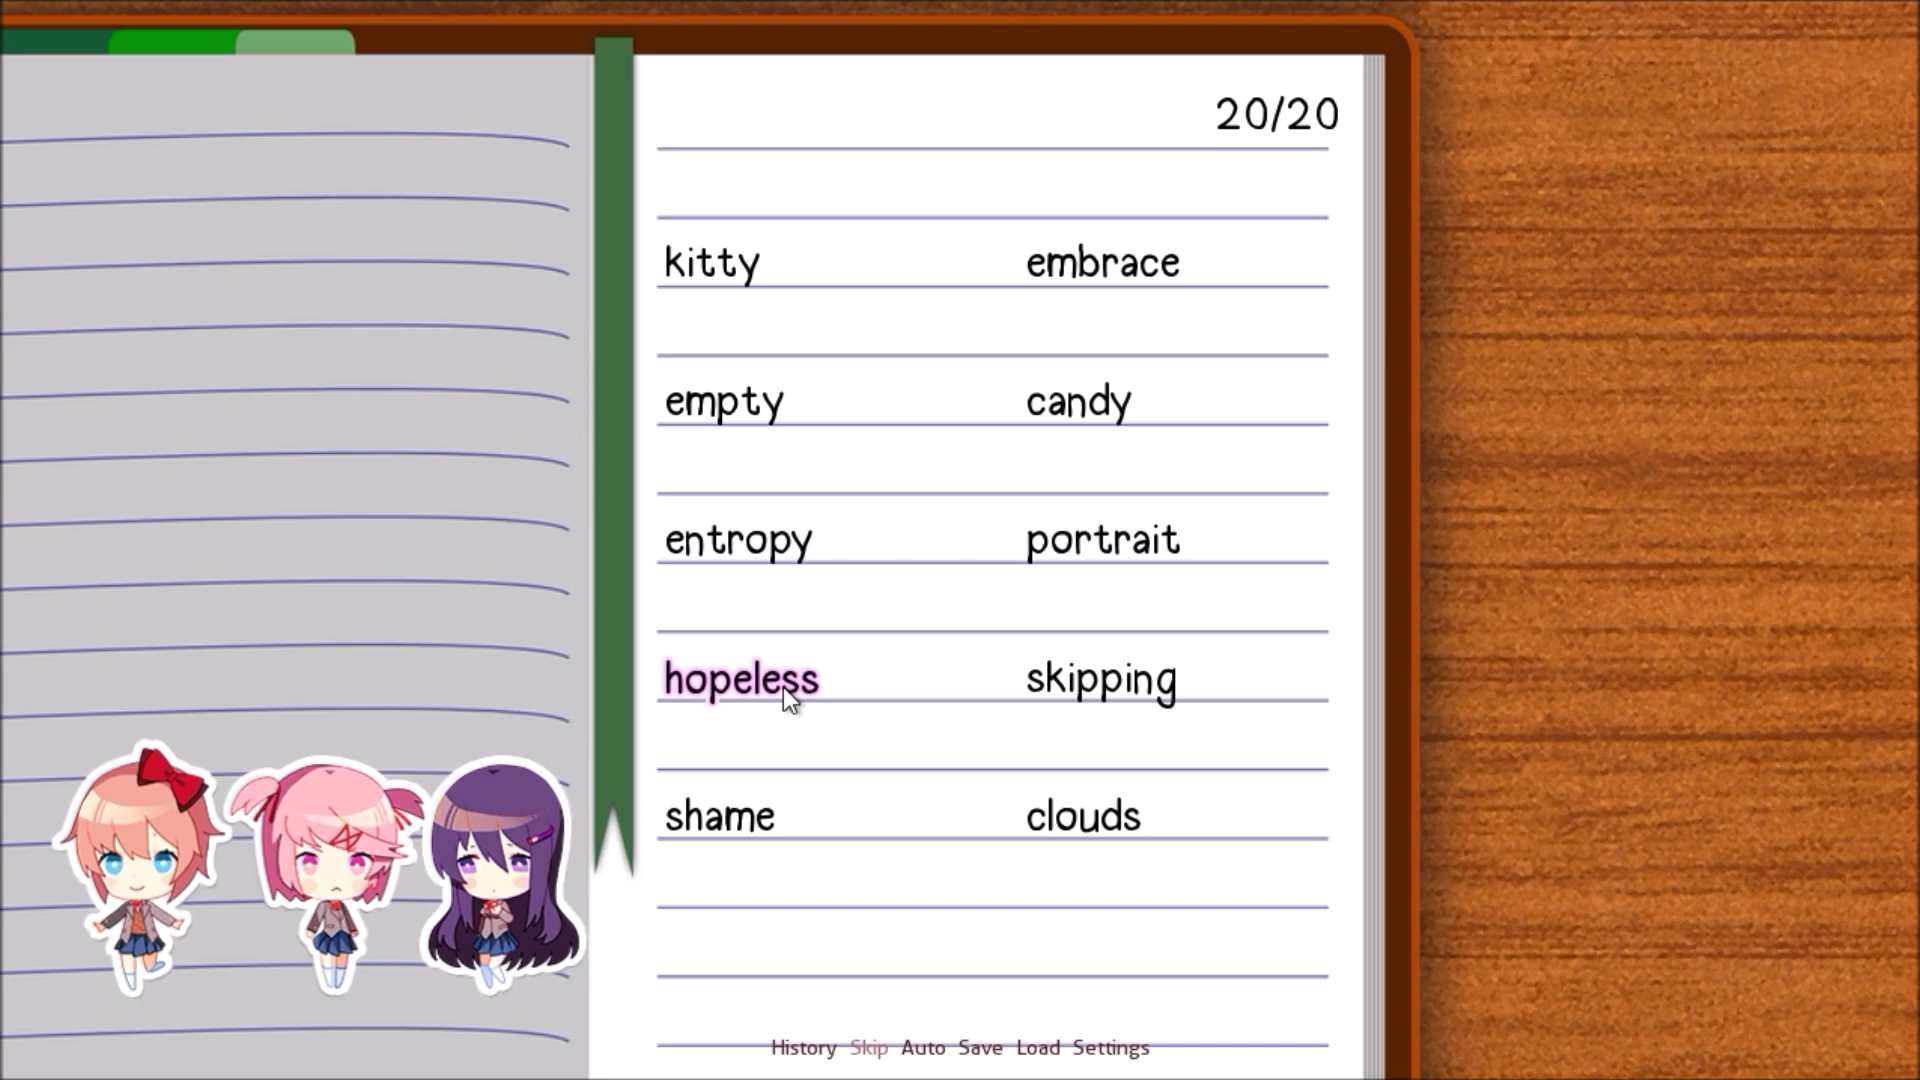 20/20
kitty embrace
empty candy
entropy portrait
hopeless skipping
shame clouds
History Skip Auto Save Load Settings